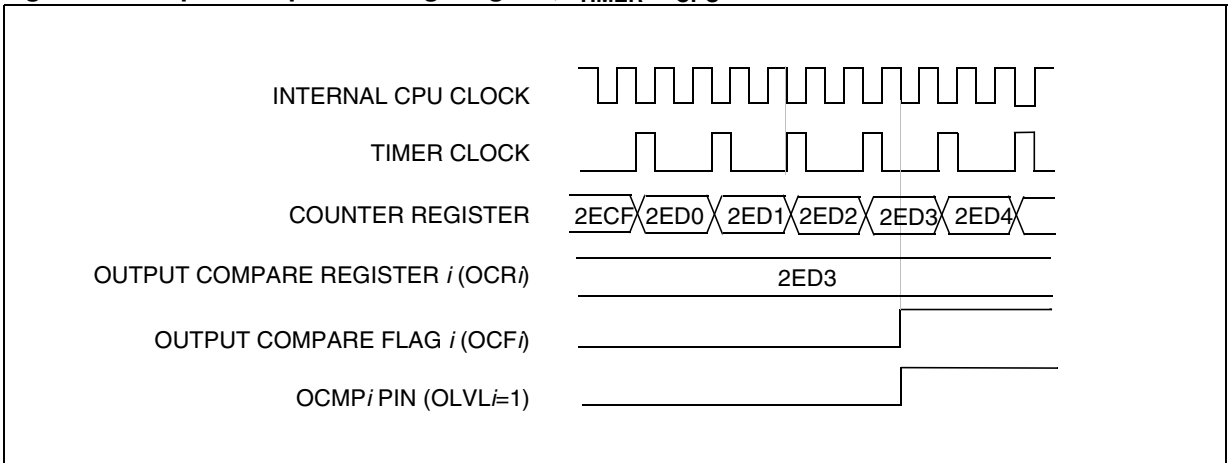 INTERNAL CPU CLOCK
TIMER CLOCK
COUNTER REGISTER
2ECF 2ED0 2ED1 2ED2 2ED3 2ED4
OUTPUT COMPARE REGISTER i (OCRi)
2ED3
OUTPUT COMPARE FLAG i (OCFi)
OCMPi PIN (OLVLi=1)